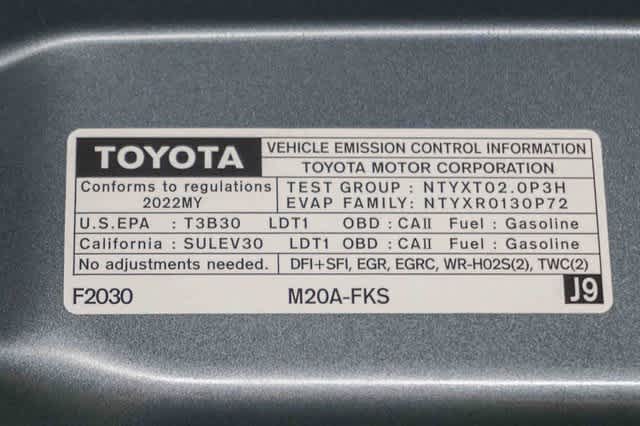 TOYOTA
VEHICLE EMISSION CONTROL INFORMATION
TOYOTA MOTOR CORPORATION
Conforms to regulations
2022MY
TEST GROUP : NTYXT02.0P3H
EVAP FAMILY: NTYXR0130P72
U.S.EPA : T3B30 LDT1 OBD : CAII Fuel : Gasoline
California : SULEV30 LDT1 OBD : CAII Fuel : Gasoline
No adjustments needed. DFI+SFI, EGR, EGRC, WR-HO2S(2), TWC(2)
F2030 M20A-FKS J9